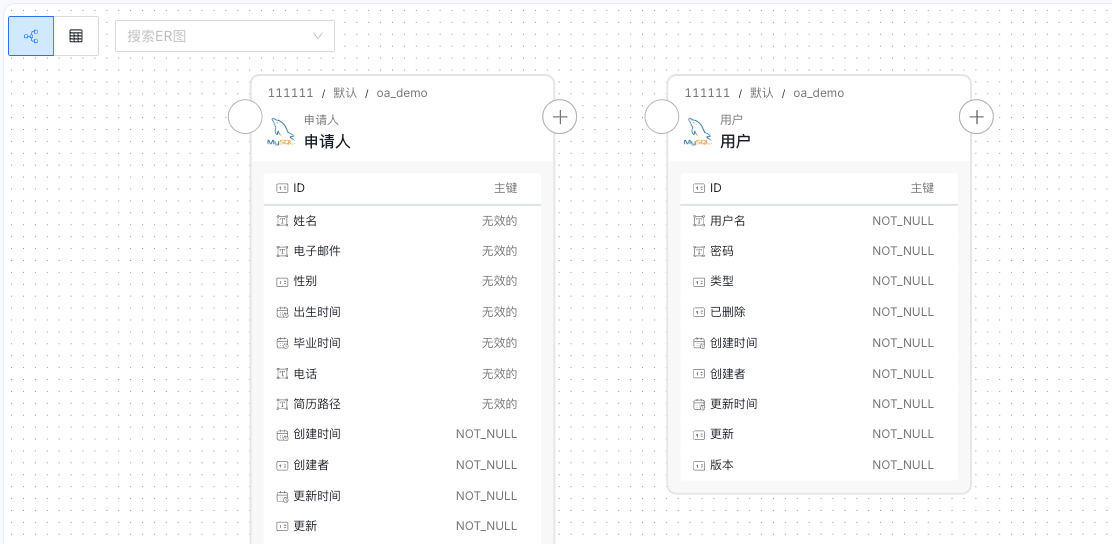 搜索ER图
111111 / 默认 / oa_demo
申请人
MySQL
申请人
ID 主键
姓名 无效的
电子邮件 无效的
性别 无效的
出生时间 无效的
毕业时间 无效的
电话 无效的
简历路径 无效的
创建时间 NOT_NULL
创建者 NOT_NULL
更新时间 NOT_NULL
更新 NOT_NULL
111111 / 默认 / oa_demo
用户
MySQL
用户
ID 主键
用户名 NOT_NULL
密码 NOT_NULL
类型 NOT_NULL
已删除 NOT_NULL
创建时间 NOT_NULL
创建者 NOT_NULL
更新时间 NOT_NULL
更新 NOT_NULL
版本 NOT_NULL